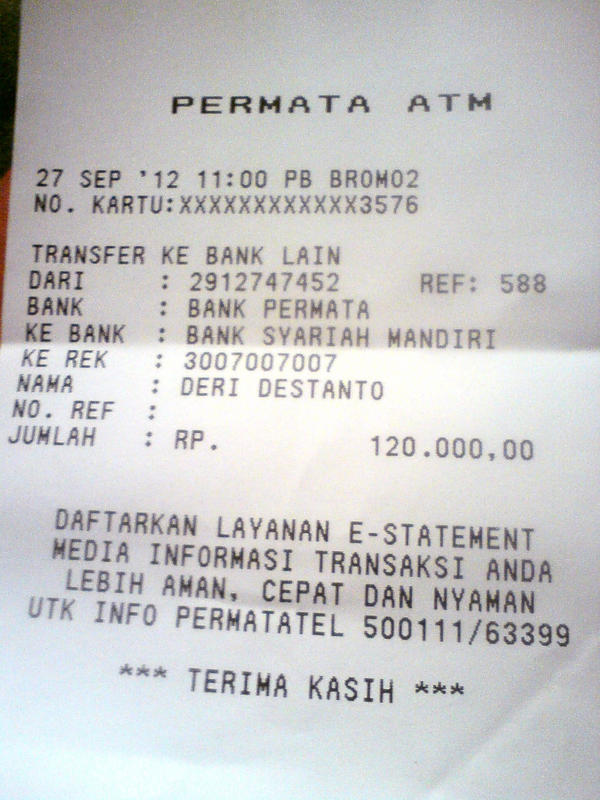 PERMATA ATM
27 SEP '12 11:00 PB BROMO2
NO. KARTU:XXXXXXXXXXXX3576
TRANSFER KE BANK LAIN
DARI : 2912747452 REF: 588
BANK : BANK PERMATA
KE BANK : BANK SYARIAH MANDIRI
KE REK : 3007007007
NAMA : DERI DESTANTO
NO. REF :
JUMLAH : RP. 120.000,00
DAFTARKAN LAYANAN E-STATEMENT
MEDIA INFORMASI TRANSAKSI ANDA
LEBIH AMAN, CEPAT DAN NYAMAN
UTK INFO PERMATATEL 500111/63399
*** TERIMA KASIH ***